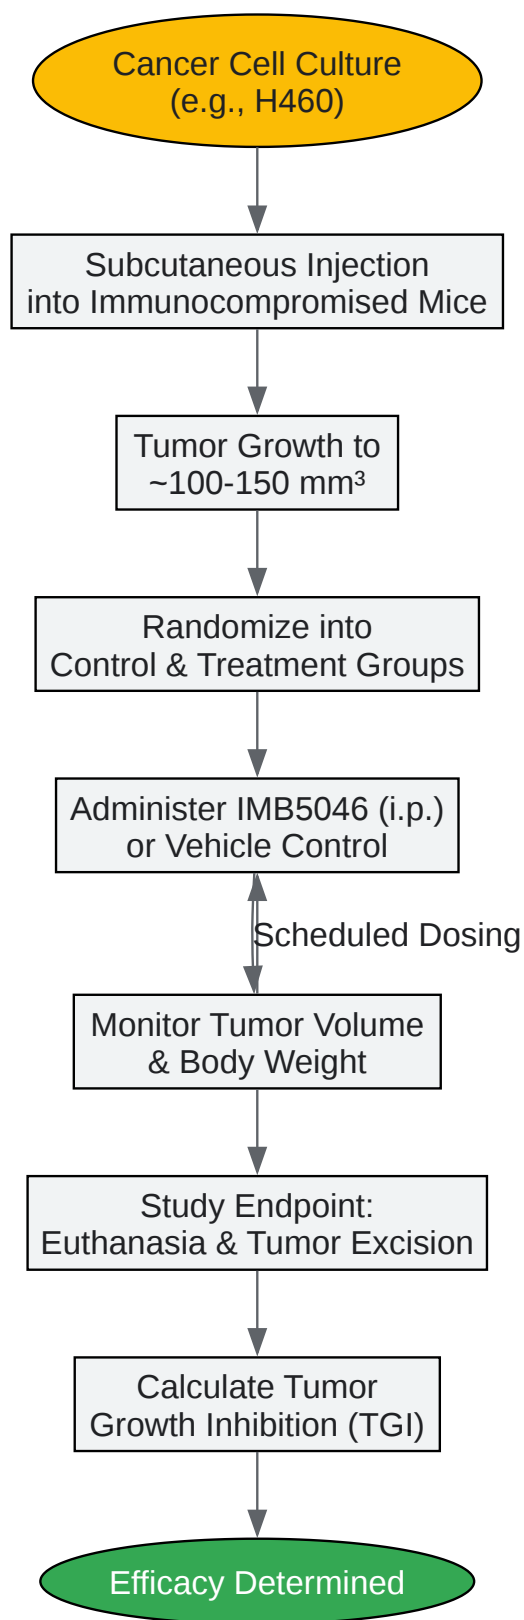 Cancer Cell Culture
(e.g., H460)
Subcutaneous Injection
into Immunocompromised Mice
Tumor Growth to
~100-150 mm³
Randomize into
Control & Treatment Groups
Administer IMB5046 (i.p.)
or Vehicle Control
Scheduled Dosing
Monitor Tumor Volume
& Body Weight
Study Endpoint:
Euthanasia & Tumor Excision
Calculate Tumor
Growth Inhibition (TGI)
Efficacy Determined